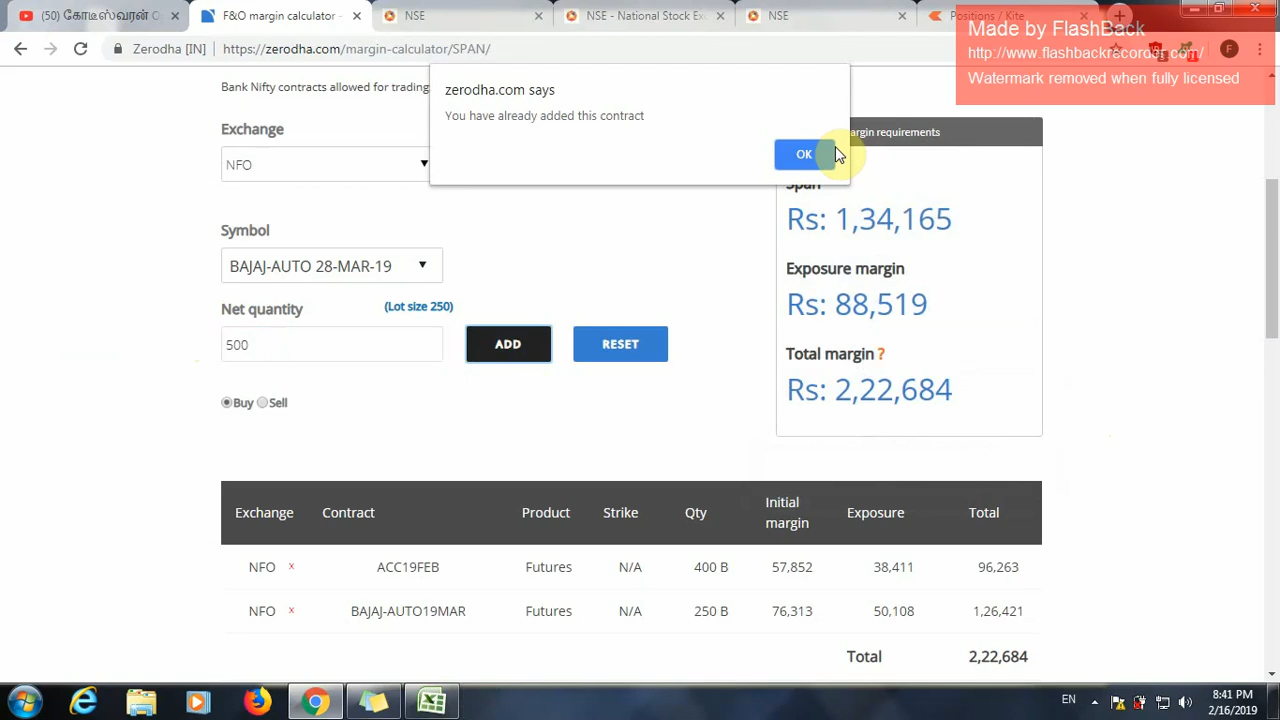 (50) கோடீஸ்வரன் O
F&O margin calculator -
NSE
NSE - National Stock Ex
NSE
Positions / Kite
Made by FlashBack
http://www.flashbackrecorder.com/
Watermark removed when fully licensed
Zerodha [IN]
https://zerodha.com/margin-calculator/SPAN/
Bank Nifty contracts allowed for trading
zerodha.com says
You have already added this contract
OK
Exchange
NFO
argin requirements
Span
Rs: 1,34,165
Symbol
BAJAJ-AUTO 28-MAR-19
Exposure margin
Rs: 88,519
Net quantity
(Lot size 250)
500
ADD
RESET
Total margin ?
Rs: 2,22,684
Buy Sell
Exchange Contract Product Strike Qty Initial margin Exposure Total
NFO x ACC19FEB Futures N/A 400 B 57,852 38,411 96,263
NFO x BAJAJ-AUTO19MAR Futures N/A 250 B 76,313 50,108 1,26,421
Total 2,22,684
EN
8:41 PM
2/16/2019